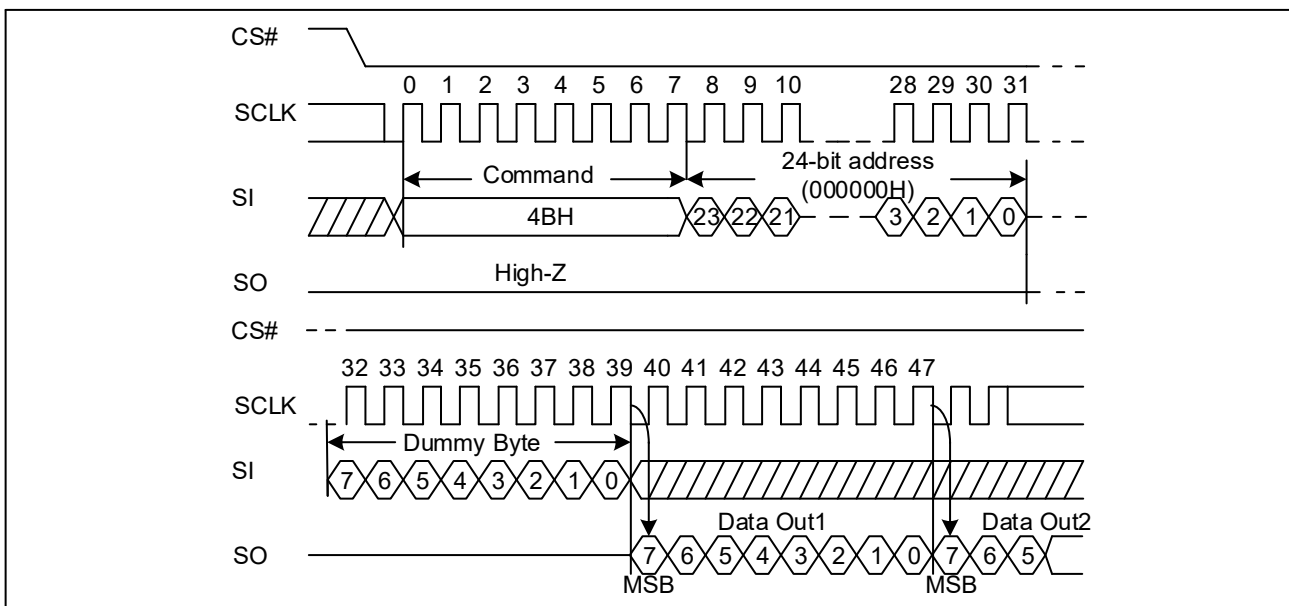 CS#
0 1 2 3 4 5 6 7 8 9 10 28 29 30 31
SCLK
Command 24-bit address
(000000H)
SI
4BH 23 22 21 3 2 1 0
High-Z
SO
CS#
32 33 34 35 36 37 38 39 40 41 42 43 44 45 46 47
SCLK
Dummy Byte
SI 7 6 5 4 3 2 1 0
Data Out1 Data Out2
SO 7 6 5 4 3 2 1 0 7 6 5
MSB MSB